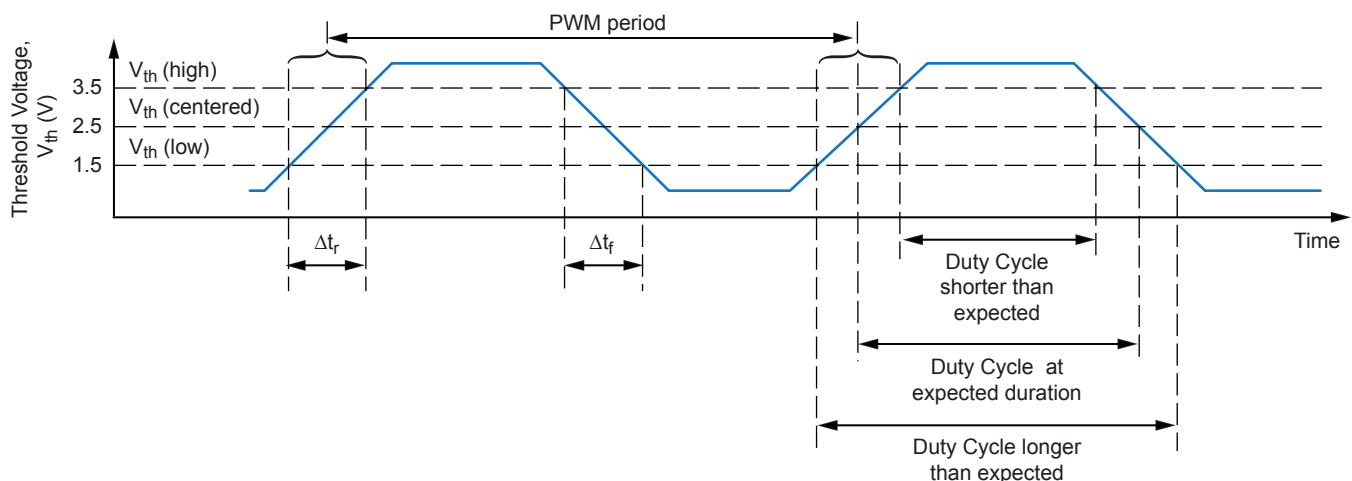 PWM period
Threshold Voltage,
V_th (V)
V_th (high)
3.5
V_th (centered)
2.5
V_th (low)
1.5
Δt_r
Δt_f
Time
Duty Cycle
shorter than
expected
Duty Cycle at
expected duration
Duty Cycle longer
than expected